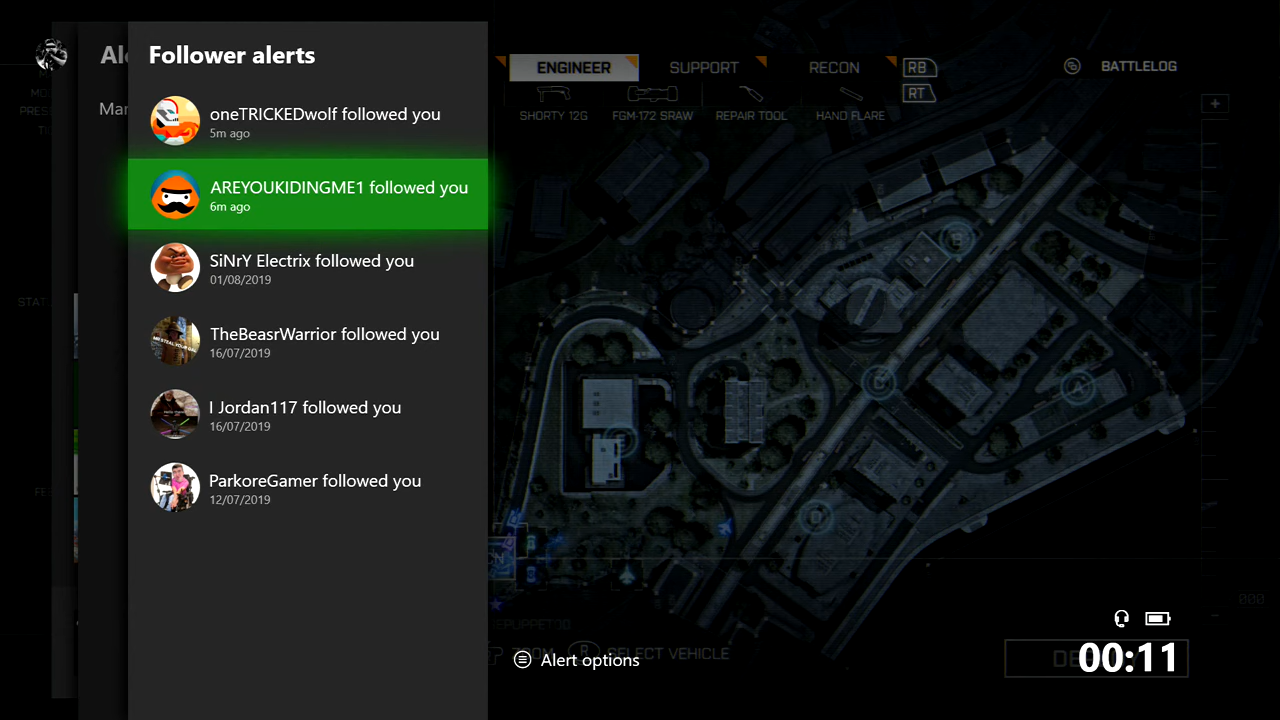 Follower alerts
oneTRICKEDwolf followed you
5m ago
AREYOUKIDINGME1 followed you
6m ago
SiNrY Electrix followed you
01/08/2019
TheBeasrWarrior followed you
16/07/2019
I Jordan117 followed you
16/07/2019
ParkoreGamer followed you
12/07/2019
ENGINEER
SUPPORT
RECON
RB
RT
BATTLELOG
SHORTY 12G
FGM-172 SRAW
REPAIR TOOL
HAND FLARE
B
D
A
ZOOM
R
SELECT VEHICLE
Alert options
00:11